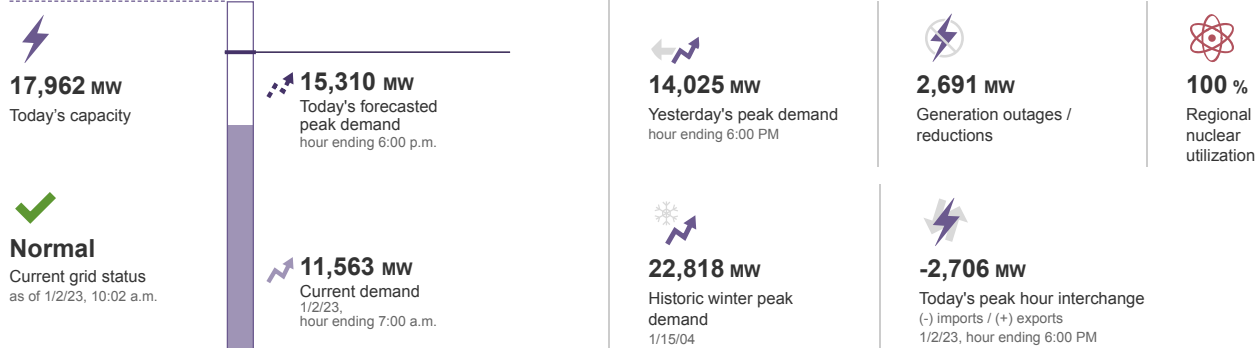 17,962 MW
Today's capacity
Normal
Current grid status
as of 1/2/23, 10:02 a.m.
15,310 MW
Today's forecasted
peak demand
hour ending 6:00 p.m.
11,563 MW
Current demand
1/2/23,
hour ending 7:00 a.m.
14,025 MW
Yesterday's peak demand
hour ending 6:00 PM
2,691 MW
Generation outages /
reductions
100 %
Regional
nuclear
utilization
22,818 MW
Historic winter peak
demand
1/15/04
-2,706 MW
Today's peak hour interchange
(-) imports / (+) exports
1/2/23, hour ending 6:00 PM